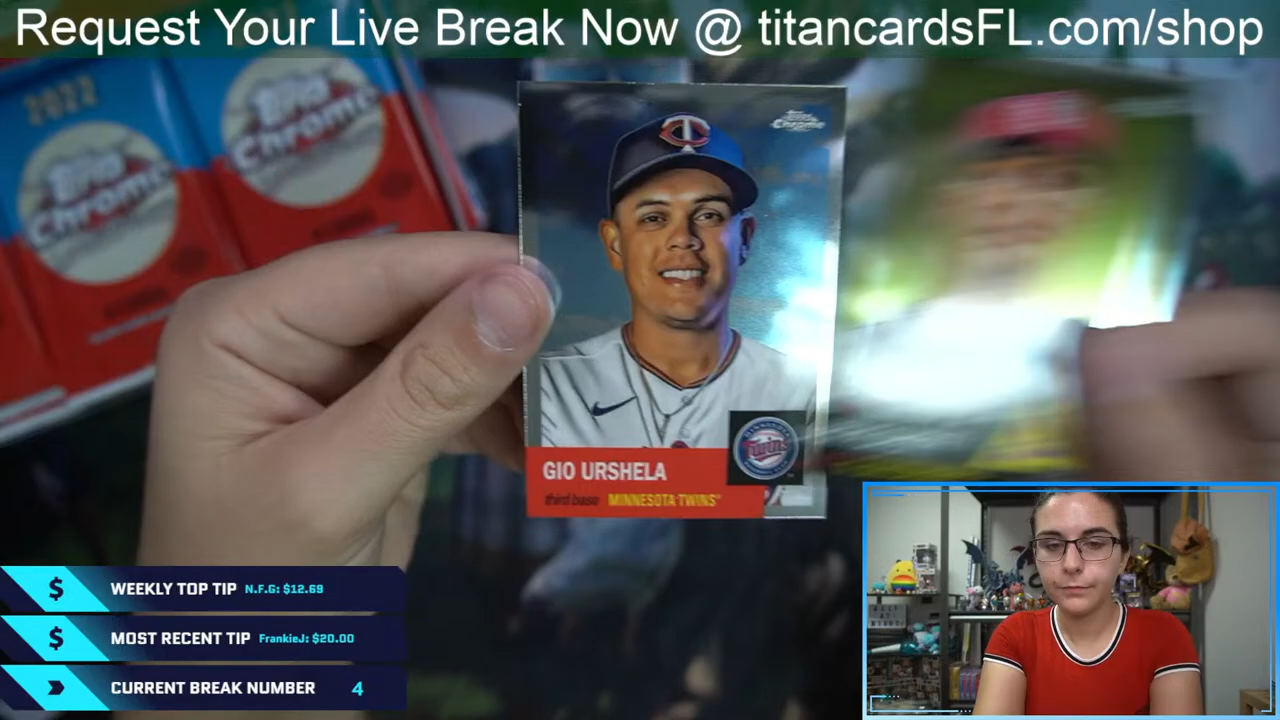 Request Your Live Break Now @ titancardsFL.com/shop
2022
Topps
Chrome
Topps
Chrome
Topps
Chrome
GIO URSHELA
third base MINNESOTA TWINS
MINNESOTA
Twins
WEEKLY TOP TIP N.F.G: $12.69
MOST RECENT TIP FrankieJ: $20.00
CURRENT BREAK NUMBER 4